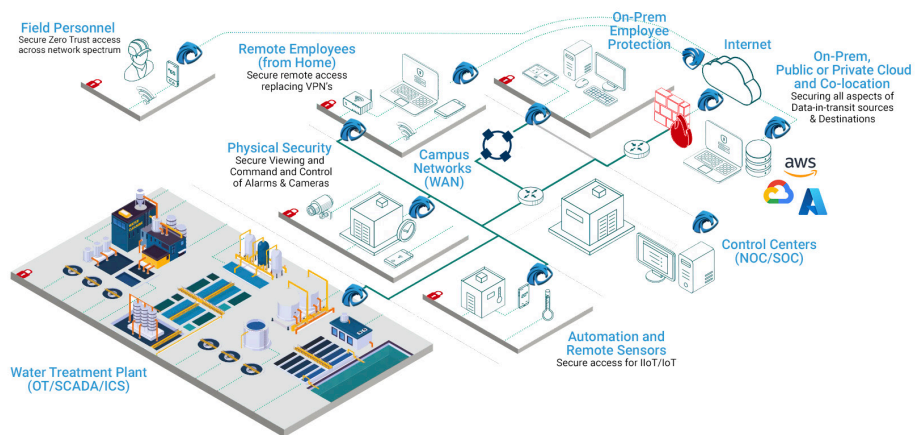 Field Personnel
Secure Zero Trust access
across network spectrum
Remote Employees
(from Home)
Secure remote access
replacing VPN's
On-Prem
Employee
Protection
Internet
On-Prem,
Public or Private Cloud
and Co-location
Securing all aspects of
Data-in-transit sources
& Destinations
aws
Physical Security
Secure Viewing and
Command and Control
of Alarms & Cameras
Campus
Networks
(WAN)
Control Centers
(NOC/SOC)
Automation and
Remote Sensors
Secure access for IIoT/IoT
Water Treatment Plant
(OT/SCADA/ICS)